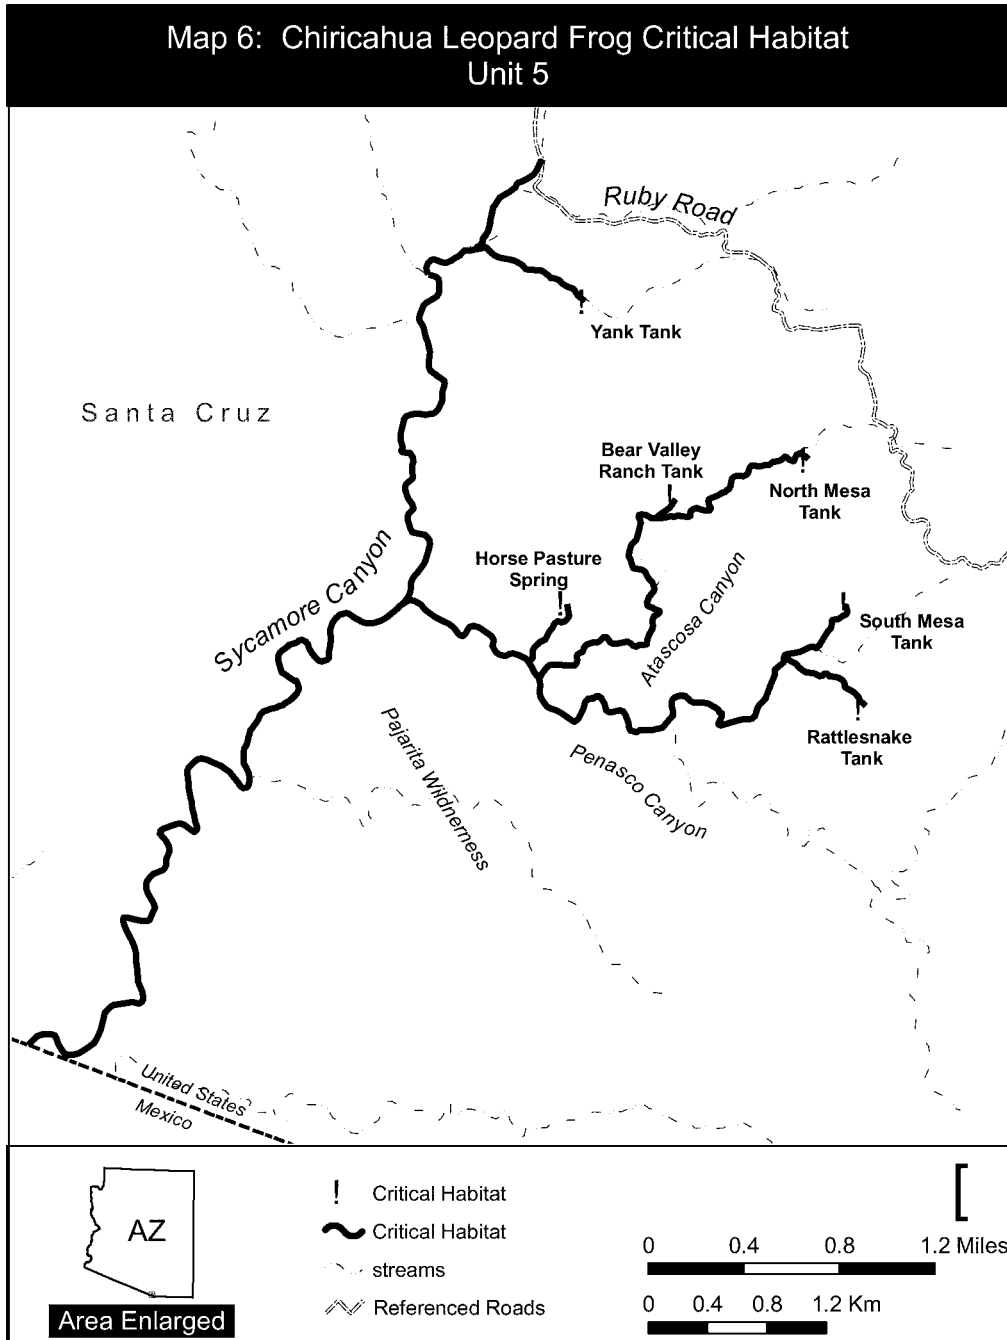 Map 6: Chiricahua Leopard Frog Critical Habitat
Unit 5
Ruby Road
Yank Tank
Santa Cruz
Bear Valley
Ranch Tank
North Mesa
Tank
Horse Pasture
Spring
Sycamore Canyon
Atascosa Canyon
South Mesa
Tank
Rattlesnake
Tank
Pajarita Wildnerness
Penasco Canyon
United States
Mexico
AZ
Area Enlarged
! Critical Habitat
Critical Habitat
streams
Referenced Roads
[
0 0.4 0.8 1.2 Miles
0 0.4 0.8 1.2 Km